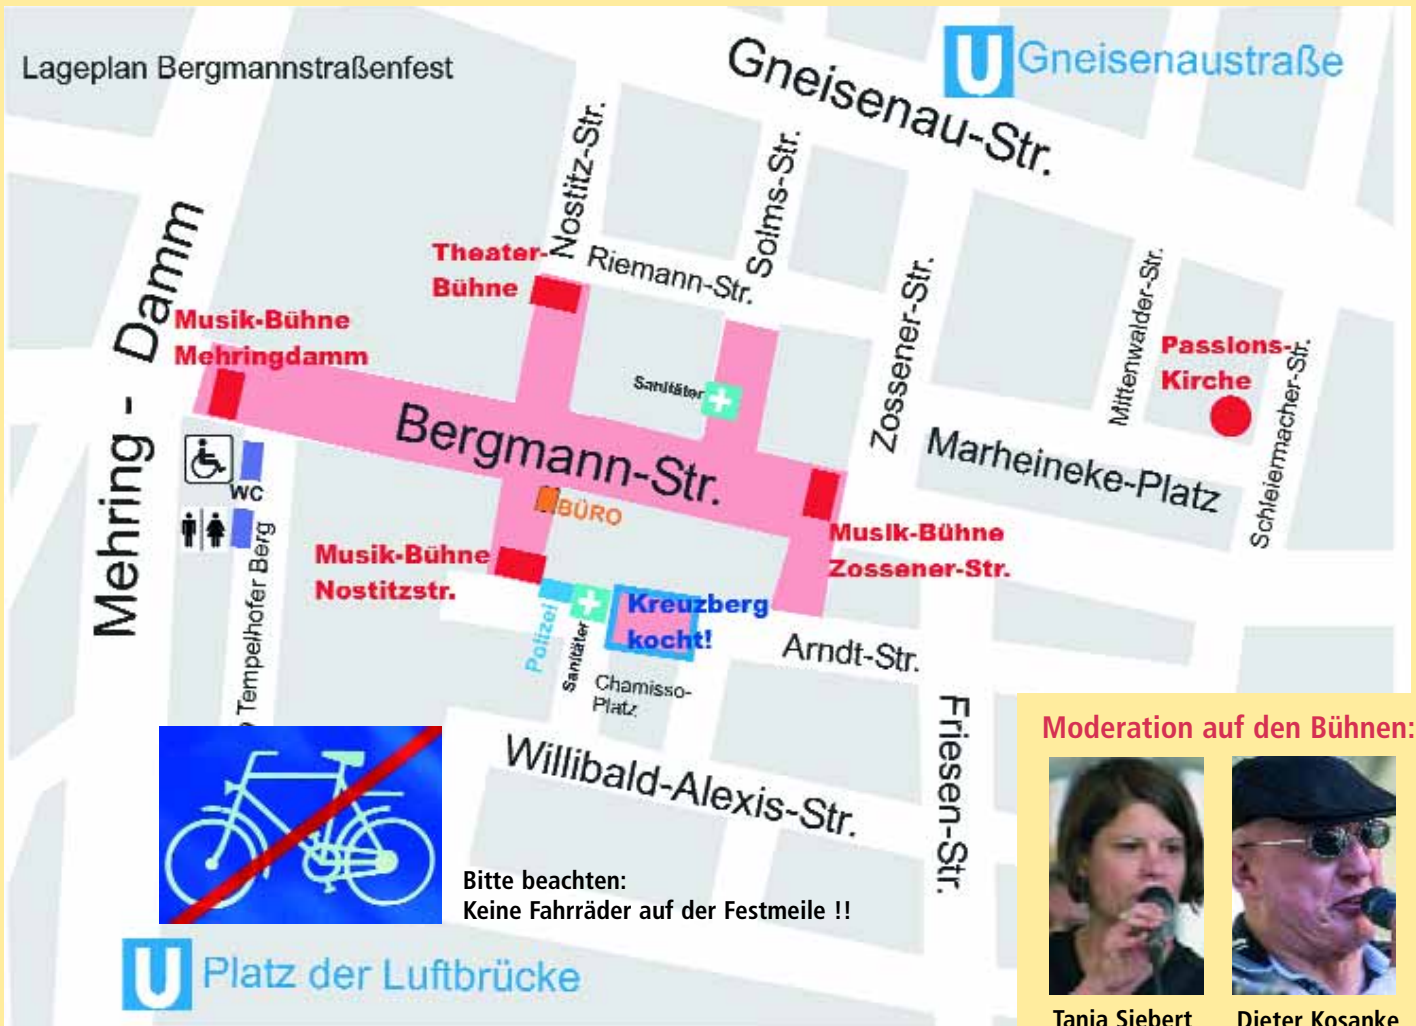 Lageplan Bergmannstraßenfest
U Gneisenaustraße
Gneisenau-Str.
Nostitz-Str.
Solms-Str.
Riemann-Str.
Zossener-Str.
Mittenwalder-Str.
Schleiermacher-Str.
Mehring - Damm
Theater-
Bühne
Musik-Bühne
Mehringdamm
Sanitäter
Passions-
Kirche
Bergmann-Str.
Marheineke-Platz
WC
BÜRO
Musik-Bühne
Zossener-Str.
Musik-Bühne
Nostitzstr.
Tempelhofer Berg
Polizei
Sanitäter
Kreuzberg
kocht!
Arndt-Str.
Chamisso-
Platz
Friesen-Str.
Willibald-Alexis-Str.
Bitte beachten:
Keine Fahrräder auf der Festmeile !!
U Platz der Luftbrücke
Moderation auf den Bühnen:
Tanja Siebert
Dieter Kosanke